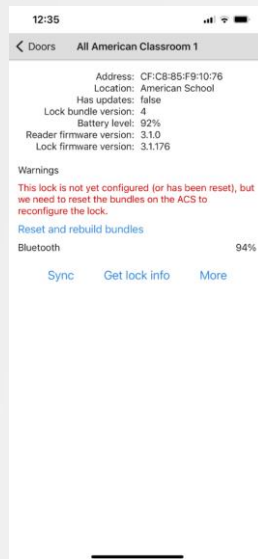 12:35
Doors
All American Classroom 1
Address: CF:C8:85:F9:10:76
Location: American School
Has updates: false
Lock bundle version: 4
Battery level: 92%
Reader firmware version: 3.1.0
Lock firmware version: 3.1.176
Warnings
This lock is not yet configured (or has been reset), but
we need to reset the bundles on the ACS to
reconfigure the lock.
Reset and rebuild bundles
Bluetooth 94%
Sync Get lock info More